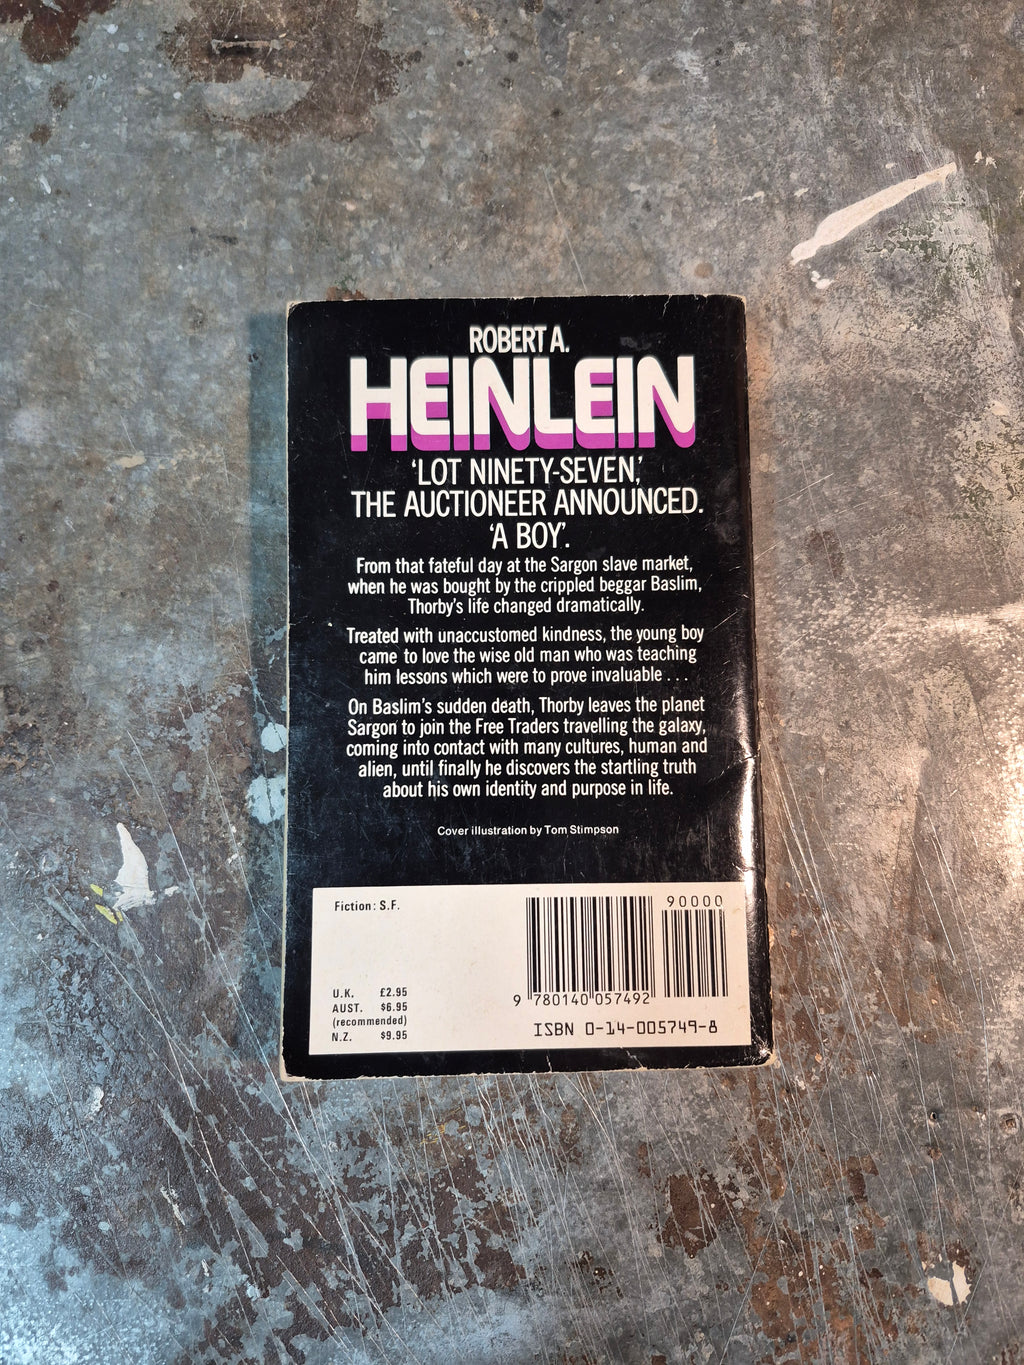 ROBERT A.
HEINLEIN
‘LOT NINETY-SEVEN,’
THE AUCTIONEER ANNOUNCED.
‘A BOY’.
From that fateful day at the Sargon slave market,
when he was bought by the crippled beggar Baslim,
Thorby's life changed dramatically.
Treated with unaccustomed kindness, the young boy
came to love the wise old man who was teaching
him lessons which were to prove invaluable . . .
On Baslim's sudden death, Thorby leaves the planet
Sargon to join the Free Traders travelling the galaxy,
coming into contact with many cultures, human and
alien, until finally he discovers the startling truth
about his own identity and purpose in life.
Cover illustration by Tom Stimpson
Fiction: S.F.
90000
U.K. £2.95
AUST. $6.95
(recommended)
N.Z. $9.95
9 780140 057492
ISBN 0-14-005749-8